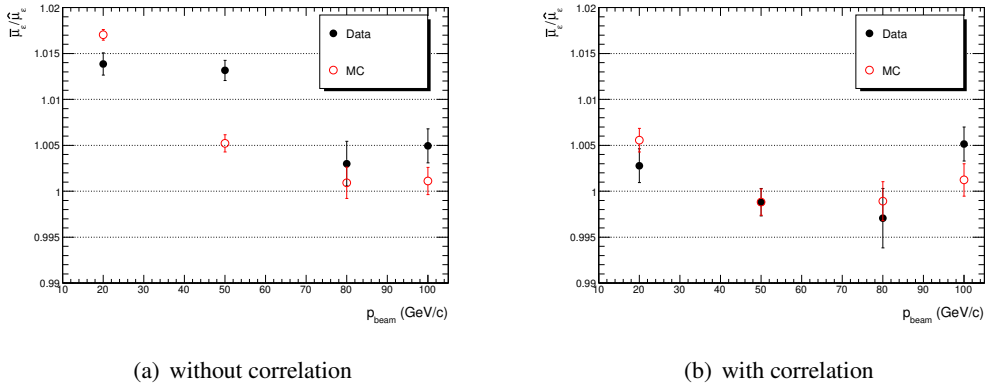 μ̄ε/μ̂ε
1.02
1.015
1.01
1.005
1
0.995
0.99
Data
MC
10 20 30 40 50 60 70 80 90 100
p_beam (GeV/c)
(a) without correlation
μ̄ε/μ̂ε
1.02
1.015
1.01
1.005
1
0.995
0.99
Data
MC
10 20 30 40 50 60 70 80 90 100
p_beam (GeV/c)
(b) with correlation